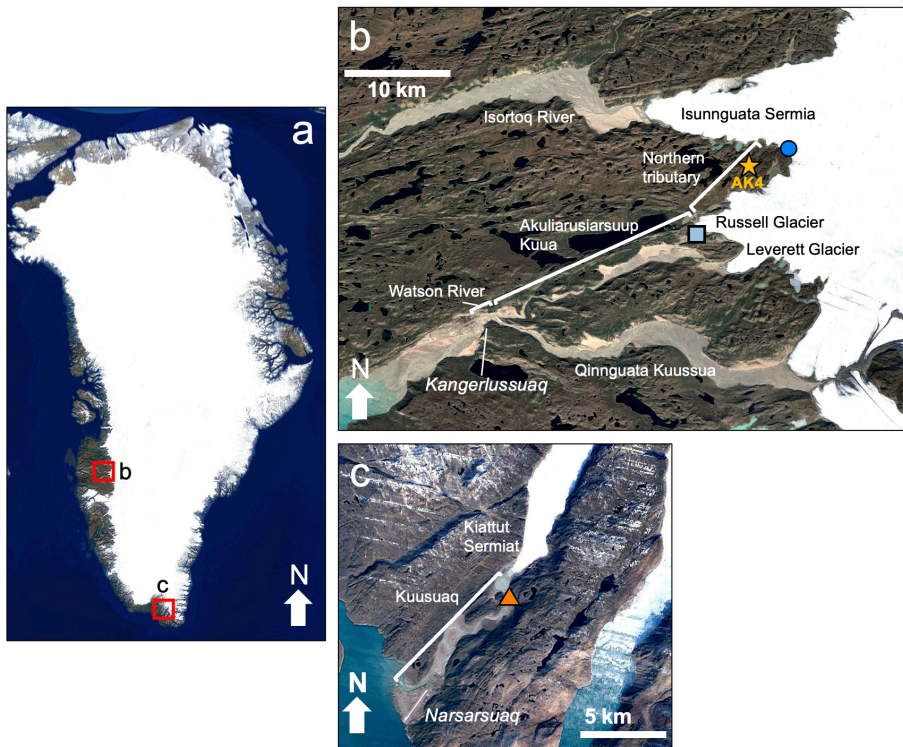 a
b
c
N
b
10 km
Isortoq River
Isunnguata Sermia
Northern
tributary
AK4
Akuliarusiarsuup
Kuua
Russell Glacier
Leverett Glacier
Watson River
Kangerlussuaq
Qinnguata Kuussua
N
c
Kiattut
Sermiat
Kuusuaq
N
Narsarsuaq
5 km